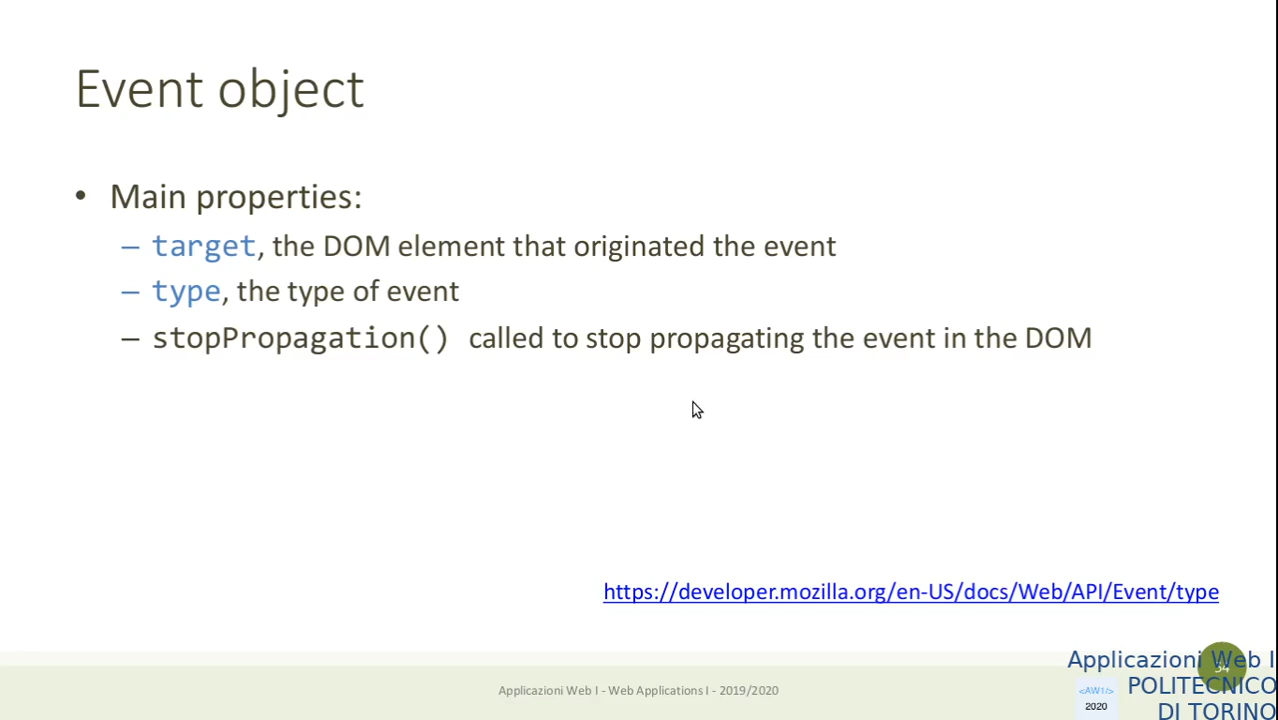 Event object
• Main properties:
– target, the DOM element that originated the event
– type, the type of event
– stopPropagation() called to stop propagating the event in the DOM
https://developer.mozilla.org/en-US/docs/Web/API/Event/type
Applicazioni Web I - Web Applications I - 2019/2020
34
Applicazioni Web I
POLITECNICO
DI TORINO
<AW1/>
2020